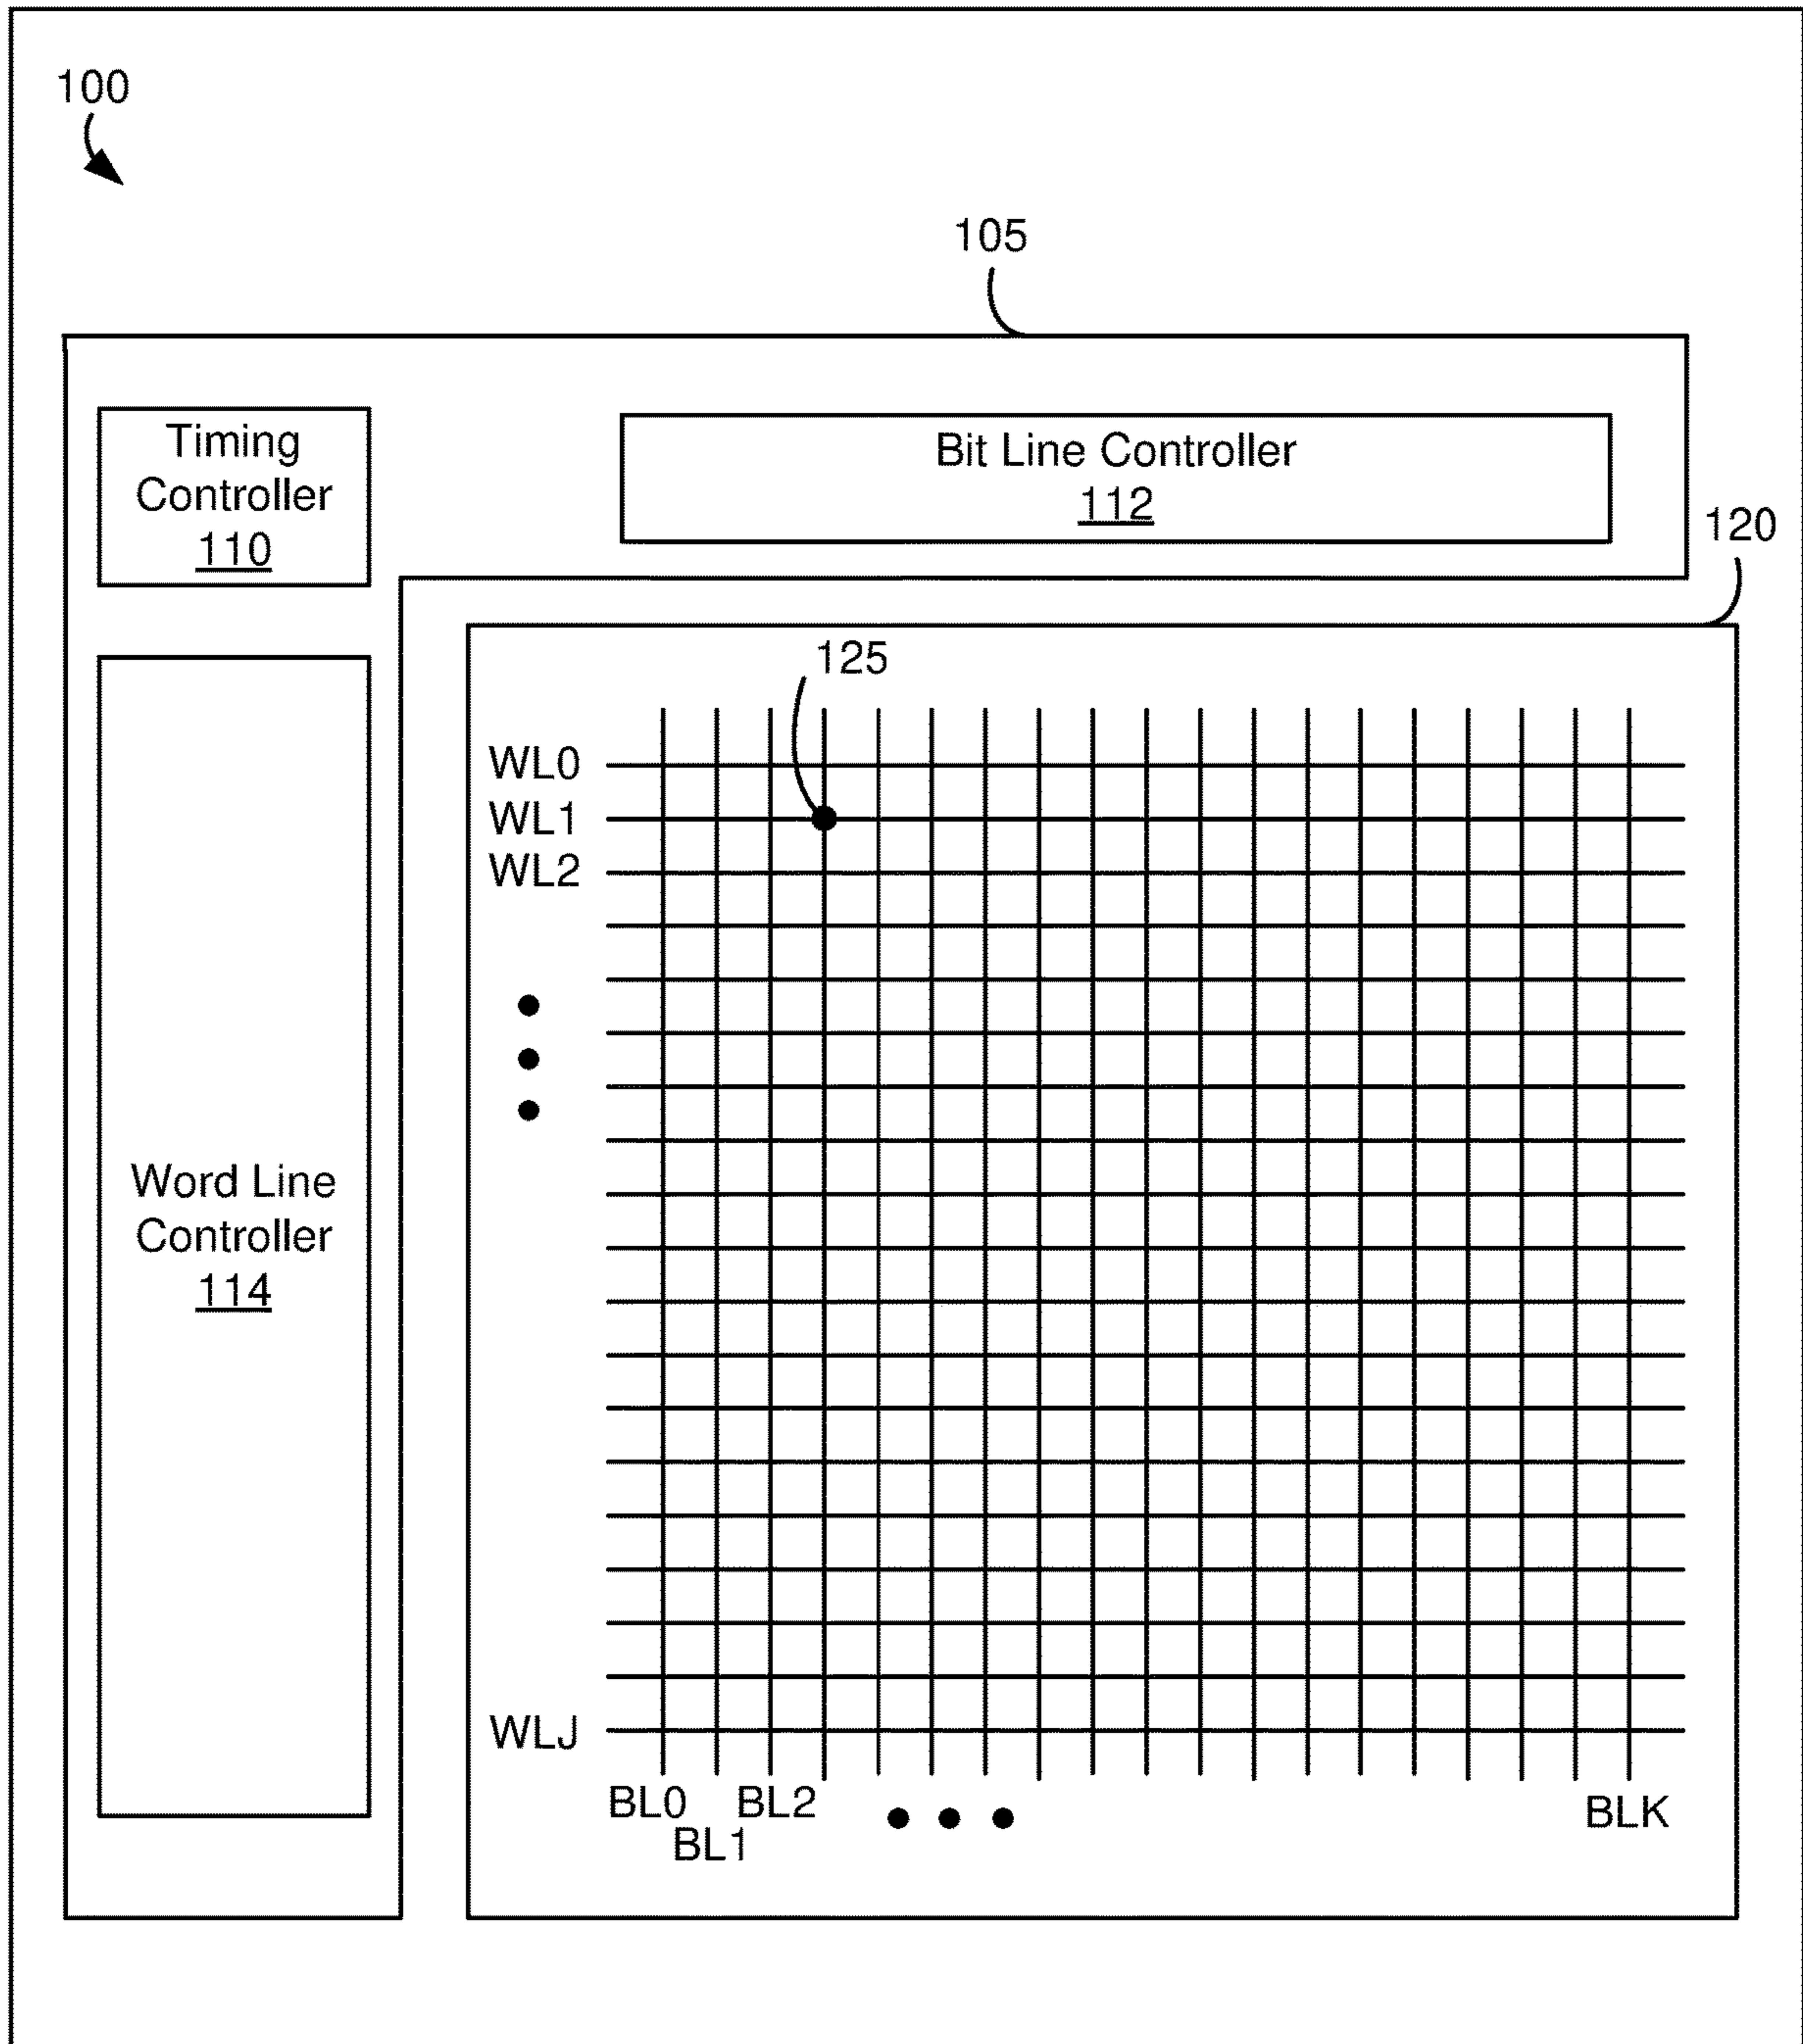 100
105
Timing
Controller
110
Bit Line Controller
112
120
125
WL0
WL1
WL2
Word Line
Controller
114
WLJ
BL0 BL2
BL1
BLK